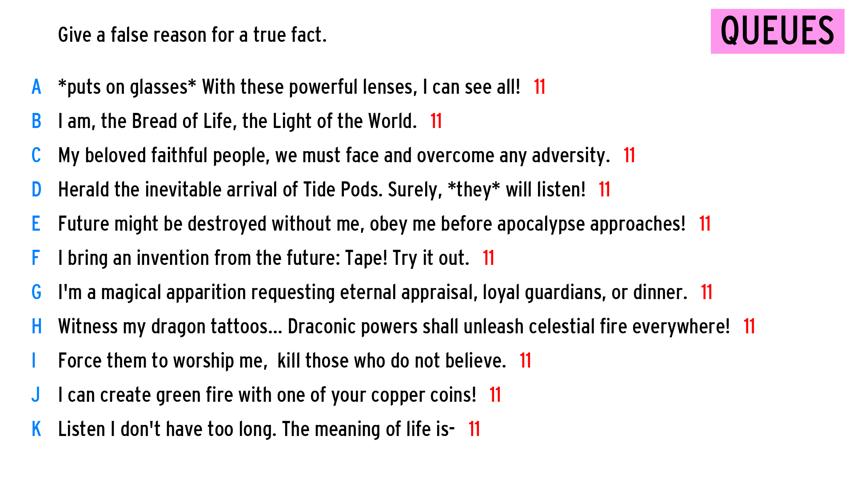 QUEUES
Give a false reason for a true fact.
A *puts on glasses* With these powerful lenses, I can see all! 11
B I am, the Bread of Life, the Light of the World. 11
C My beloved faithful people, we must face and overcome any adversity. 11
D Herald the inevitable arrival of Tide Pods. Surely, *they* will listen! 11
E Future might be destroyed without me, obey me before apocalypse approaches! 11
F I bring an invention from the future: Tape! Try it out. 11
G I'm a magical apparition requesting eternal appraisal, loyal guardians, or dinner. 11
H Witness my dragon tattoos... Draconic powers shall unleash celestial fire everywhere! 11
I Force them to worship me,  kill those who do not believe. 11
J I can create green fire with one of your copper coins! 11
K Listen I don't have too long. The meaning of life is- 11